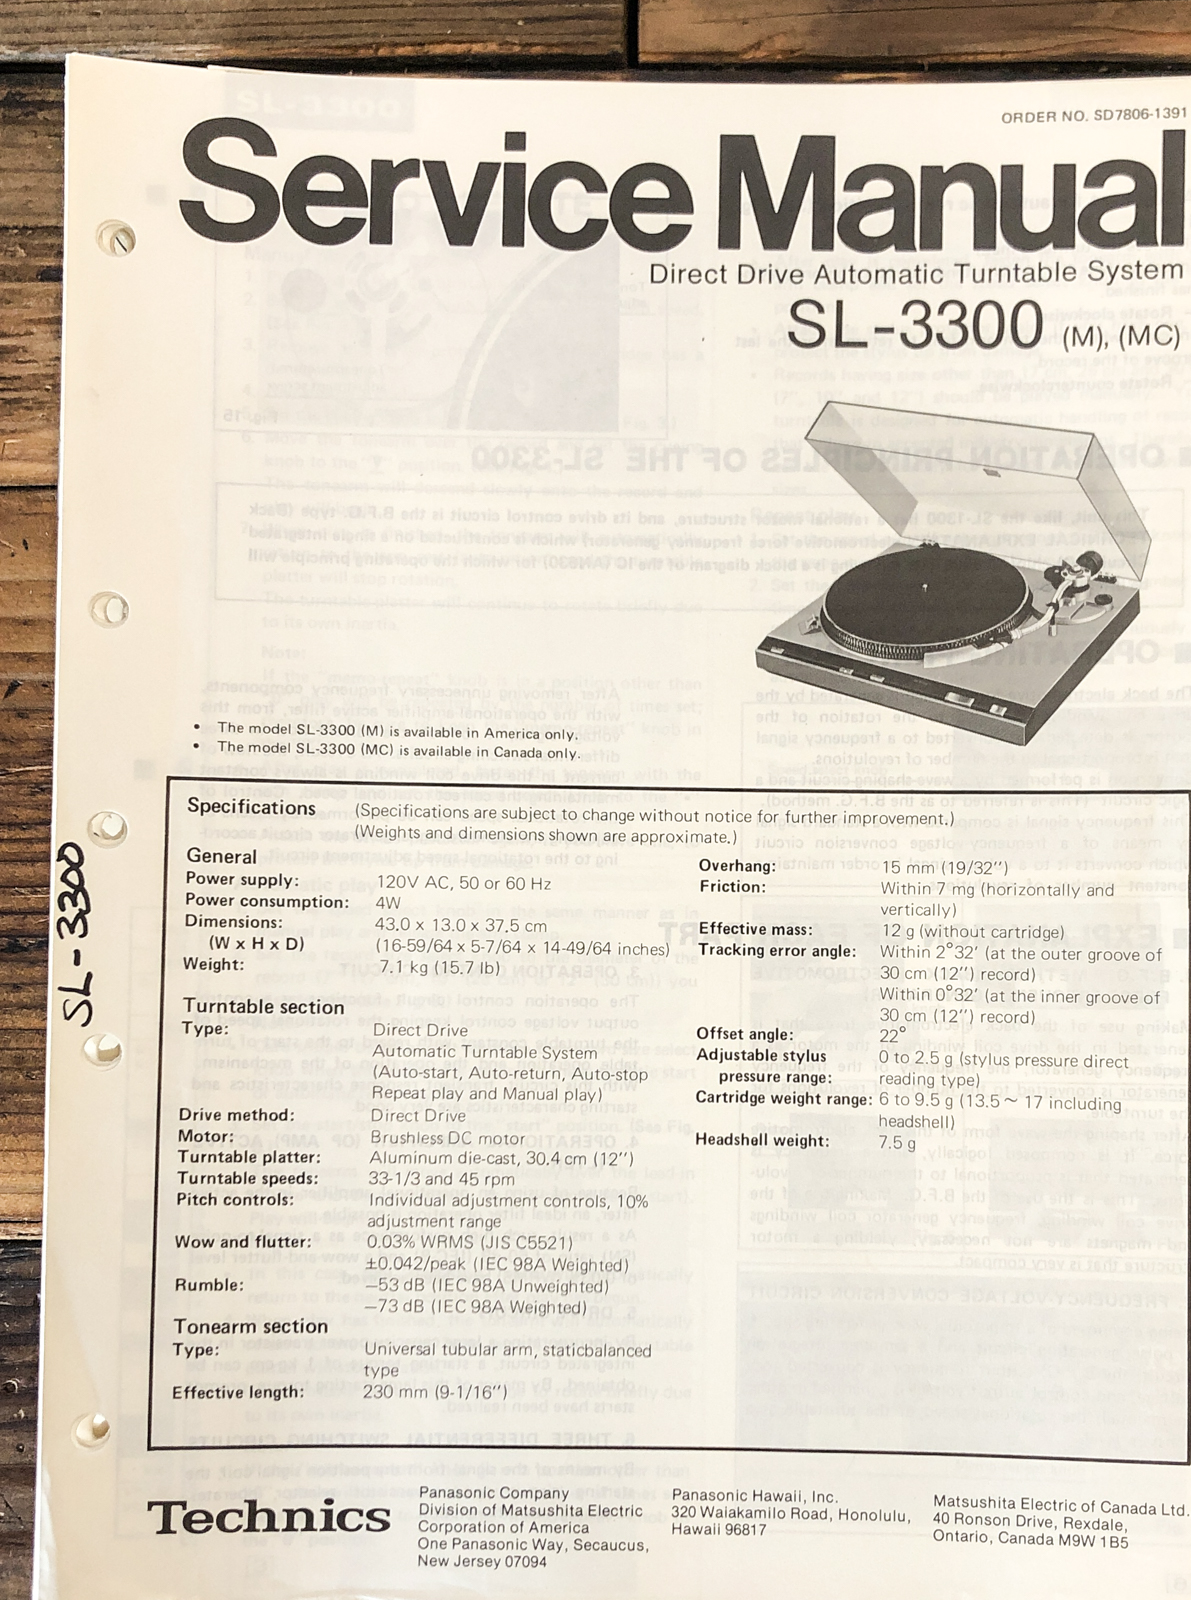 ORDER NO. SD7806-1391
Service Manual
Direct Drive Automatic Turntable System
SL-3300 (M), (MC)
• The model SL-3300 (M) is available in America only.
• The model SL-3300 (MC) is available in Canada only.
SL-3300
Specifications (Specifications are subject to change without notice for further improvement.)
(Weights and dimensions shown are approximate.)
General
Power supply: 120V AC, 50 or 60 Hz
Power consumption: 4W
Dimensions: 43.0 x 13.0 x 37.5 cm
(W x H x D) (16-59/64 x 5-7/64 x 14-49/64 inches)
Weight: 7.1 kg (15.7 lb)
Turntable section
Type: Direct Drive
Automatic Turntable System
(Auto-start, Auto-return, Auto-stop
Repeat play and Manual play)
Drive method: Direct Drive
Motor: Brushless DC motor
Turntable platter: Aluminum die-cast, 30.4 cm (12")
Turntable speeds: 33-1/3 and 45 rpm
Pitch controls: Individual adjustment controls, 10%
adjustment range
Wow and flutter: 0.03% WRMS (JIS C5521)
±0.042/peak (IEC 98A Weighted)
Rumble: —53 dB (IEC 98A Unweighted)
—73 dB (IEC 98A Weighted)
Tonearm section
Type: Universal tubular arm, staticbalanced
type
Effective length: 230 mm (9-1/16")
Overhang: 15 mm (19/32")
Friction: Within 7 mg (horizontally and
vertically)
Effective mass: 12 g (without cartridge)
Tracking error angle: Within 2°32' (at the outer groove of
30 cm (12") record)
Within 0°32' (at the inner groove of
30 cm (12") record)
Offset angle: 22°
Adjustable stylus 0 to 2.5 g (stylus pressure direct
pressure range: reading type)
Cartridge weight range: 6 to 9.5 g (13.5 ~ 17 including
headshell)
Headshell weight: 7.5 g
Technics
Panasonic Company
Division of Matsushita Electric
Corporation of America
One Panasonic Way, Secaucus,
New Jersey 07094
Panasonic Hawaii, Inc.
320 Waiakamilo Road, Honolulu,
Hawaii 96817
Matsushita Electric of Canada Ltd.
40 Ronson Drive, Rexdale,
Ontario, Canada M9W 1B5